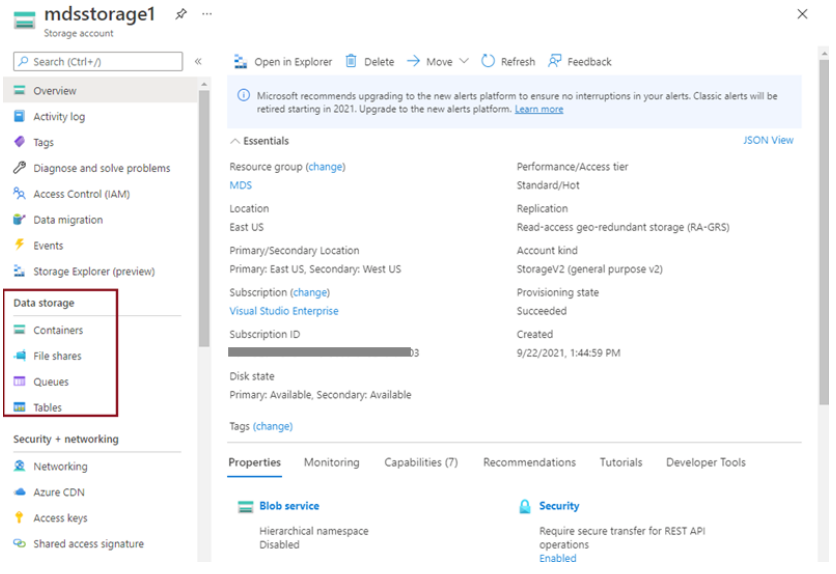 mdsstorage1
Storage account
Search (Ctrl+/)
Overview
Activity log
Tags
Diagnose and solve problems
Access Control (IAM)
Data migration
Events
Storage Explorer (preview)
Data storage
Containers
File shares
Queues
Tables
Security + networking
Networking
Azure CDN
Access keys
Shared access signature
Open in Explorer Delete Move Refresh Feedback
Microsoft recommends upgrading to the new alerts platform to ensure no interruptions in your alerts. Classic alerts will be
retired starting in 2021. Upgrade to the new alerts platform. Learn more
Essentials JSON View
Resource group (change)
MDS
Location
East US
Primary/Secondary Location
Primary: East US, Secondary: West US
Subscription (change)
Visual Studio Enterprise
Subscription ID
03
Disk state
Primary: Available, Secondary: Available
Performance/Access tier
Standard/Hot
Replication
Read-access geo-redundant storage (RA-GRS)
Account kind
StorageV2 (general purpose v2)
Provisioning state
Succeeded
Created
9/22/2021, 1:44:59 PM
Tags (change)
Properties Monitoring Capabilities (7) Recommendations Tutorials Developer Tools
Blob service
Hierarchical namespace
Disabled
Security
Require secure transfer for REST API
operations
Enabled